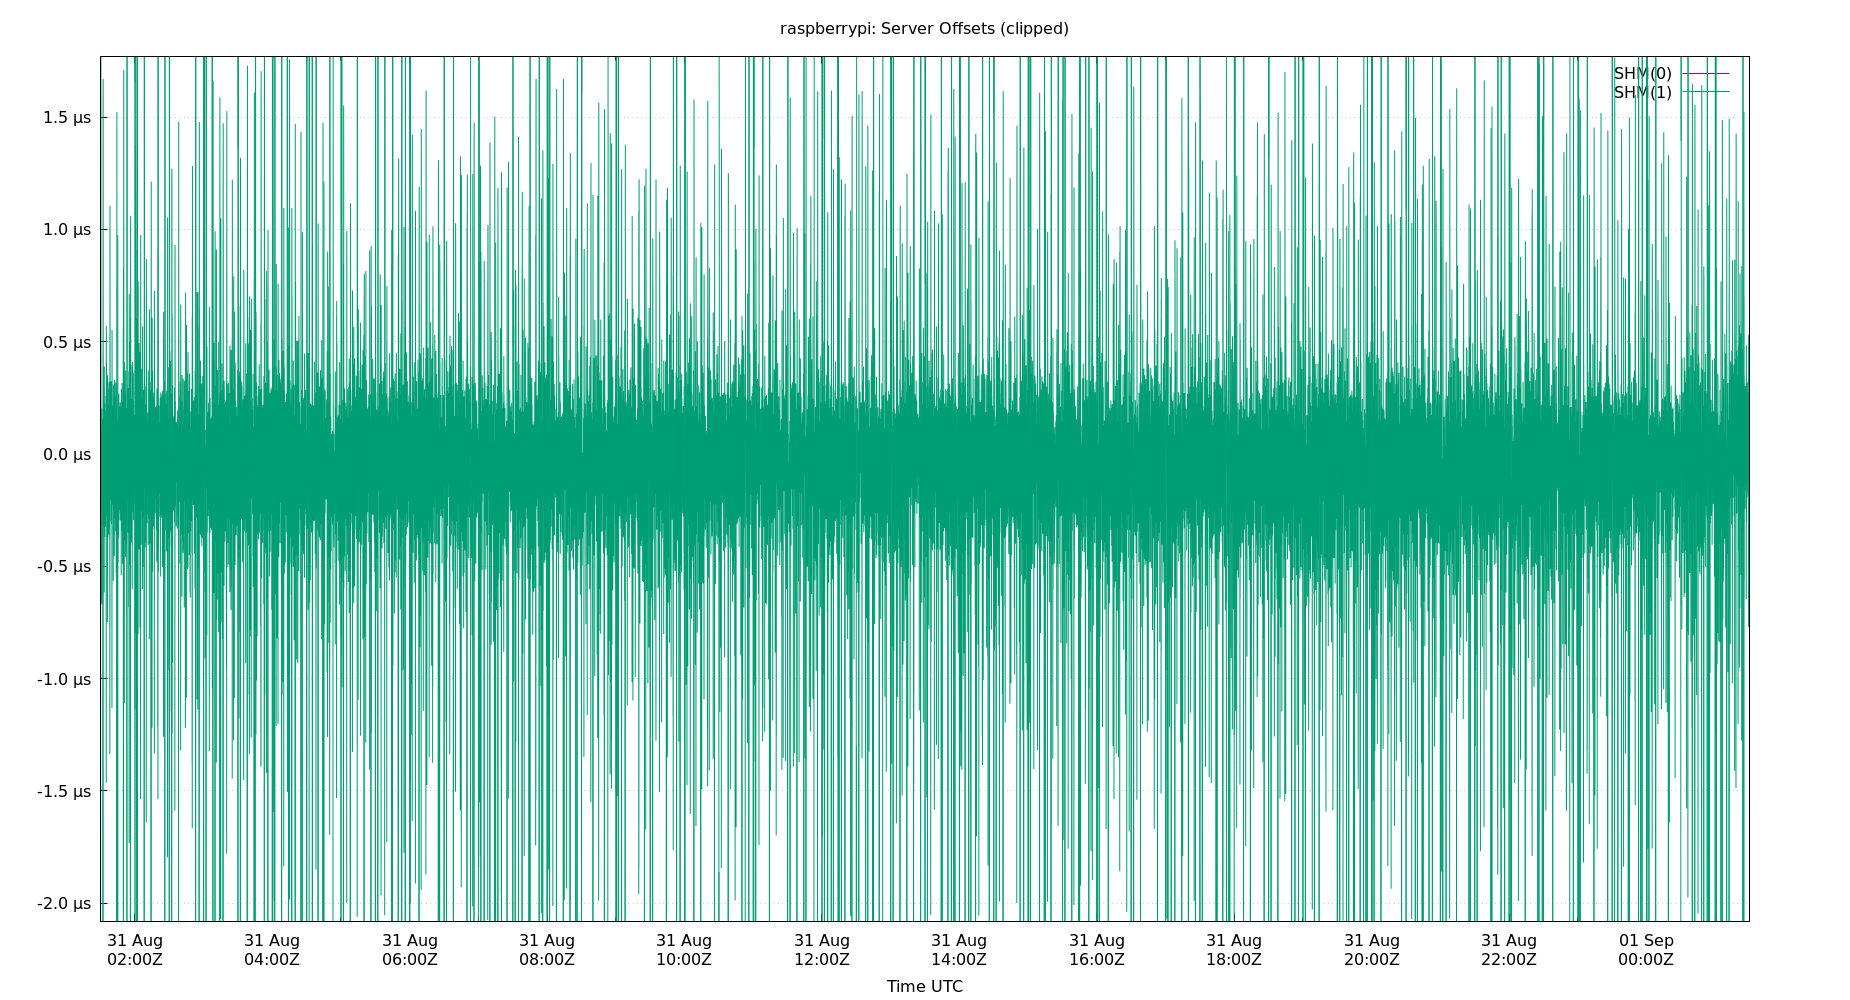 raspberrypi: Server Offsets (clipped)
SHM(0)
SHM(1)
1.5 µs
1.0 µs
0.5 µs
0.0 µs
-0.5 µs
-1.0 µs
-1.5 µs
-2.0 µs
31 Aug 31 Aug 31 Aug 31 Aug 31 Aug 31 Aug 31 Aug 31 Aug 31 Aug 31 Aug 31 Aug 01 Sep
02:00Z 04:00Z 06:00Z 08:00Z 10:00Z 12:00Z 14:00Z 16:00Z 18:00Z 20:00Z 22:00Z 00:00Z
Time UTC